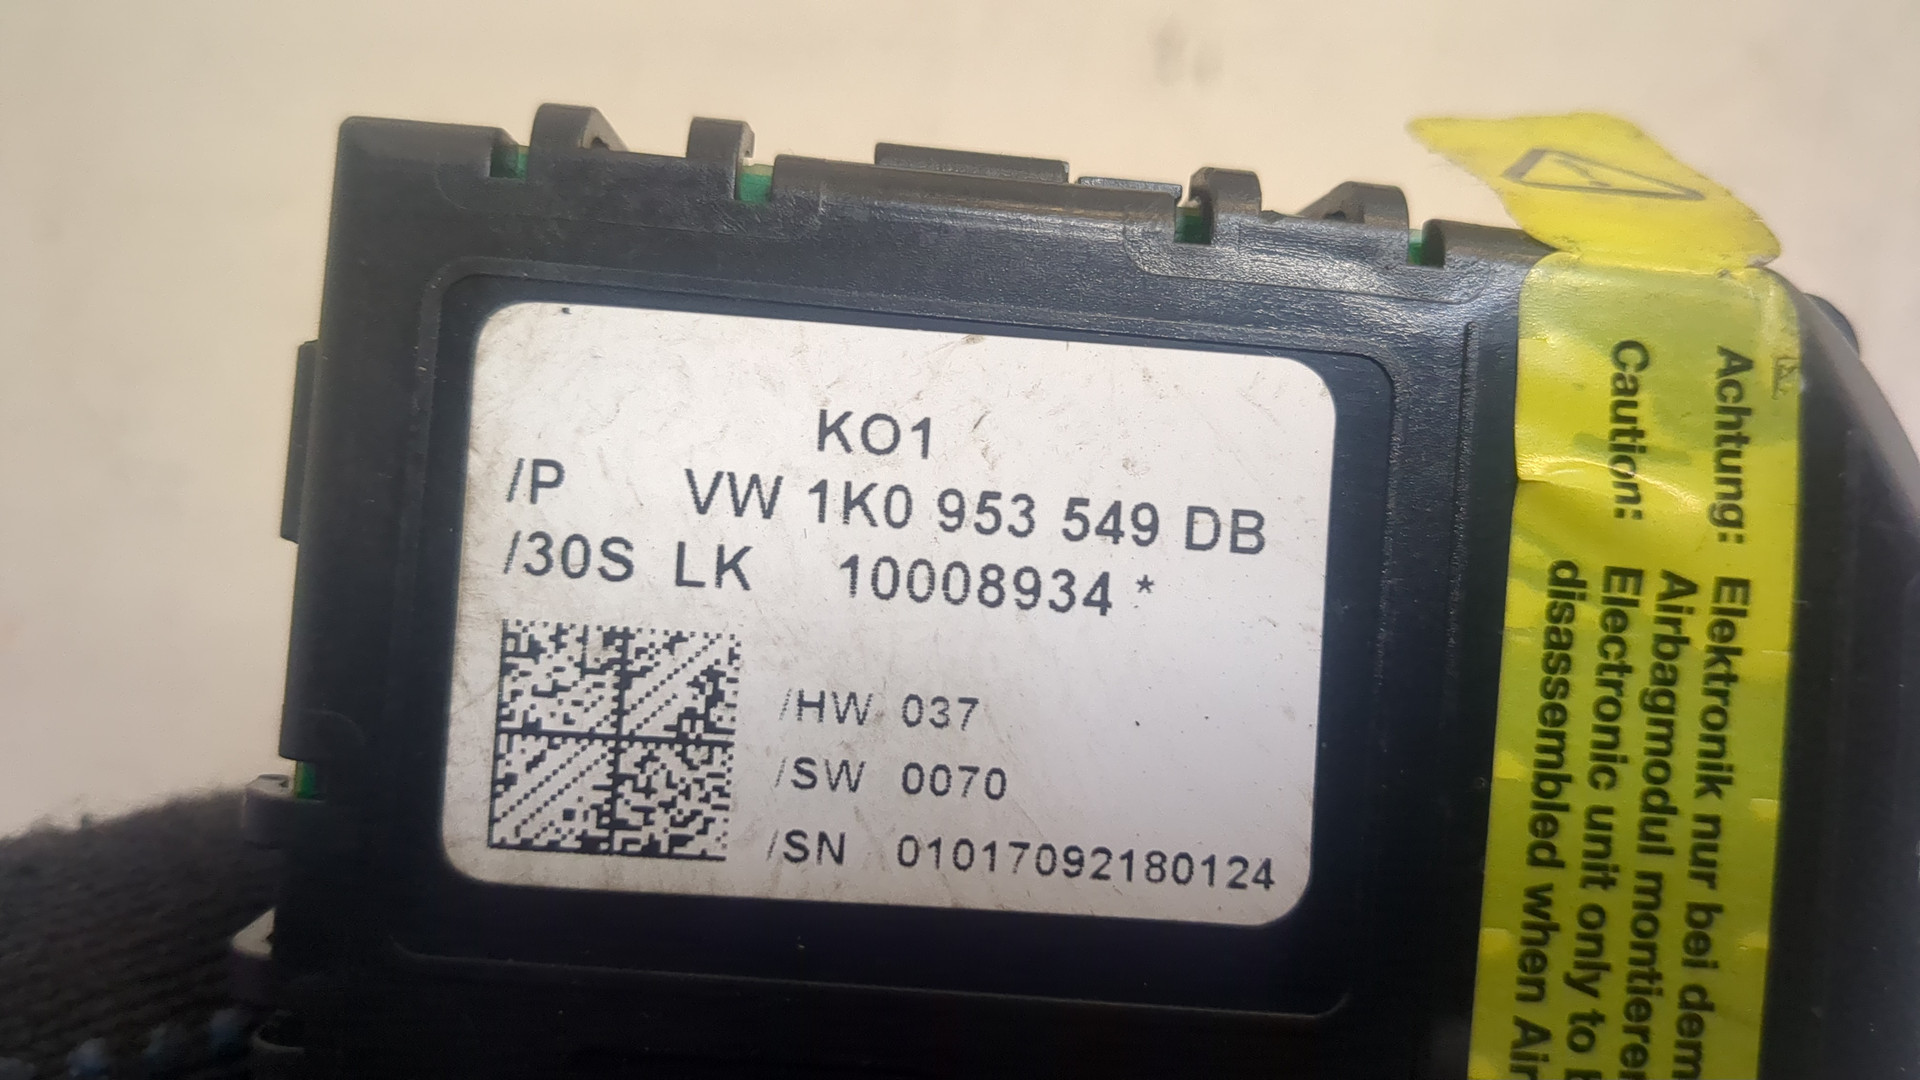 KO1
/P VW 1K0 953 549 DB
/30S LK 10008934 *
/HW 037
/SW 0070
/SN 01017092180124
Achtung: Elektronik nur bei dem
Airbagmodul montieren
Caution: Electronic unit only to
disassembled when